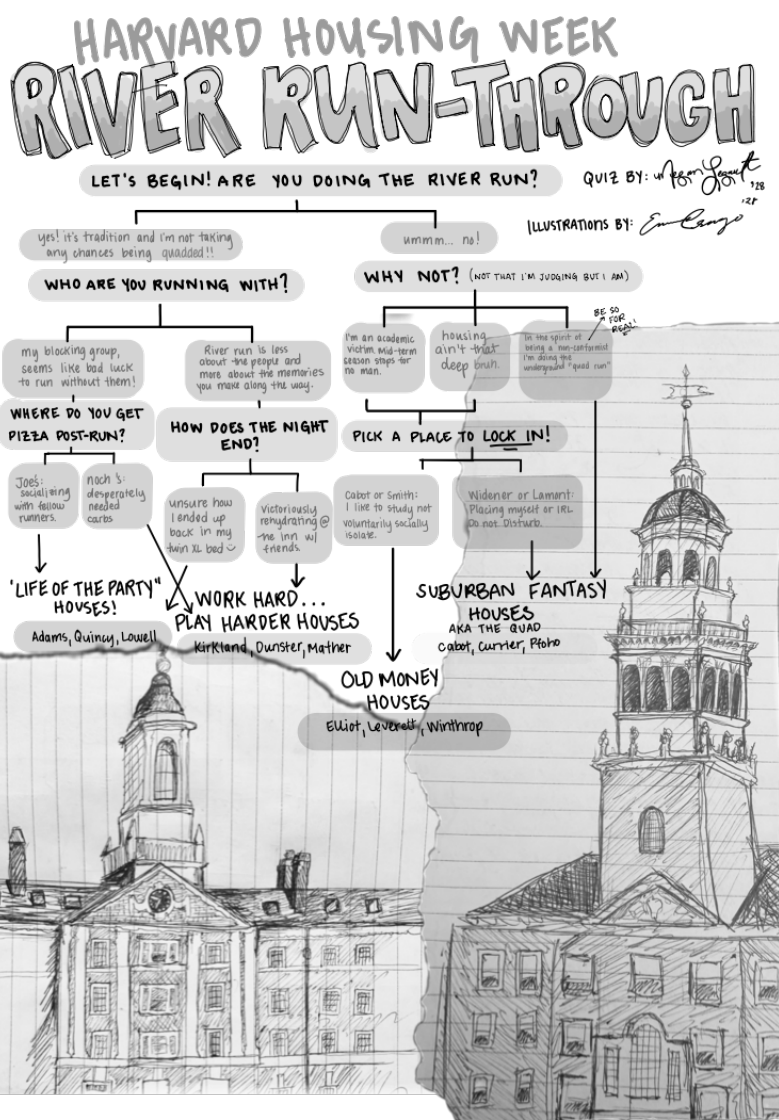 HARVARD HOUSING WEEK
RIVER RUN-THROUGH
LET'S BEGIN! ARE YOU DOING THE RIVER RUN?
QUIZ BY:
'28
ILLUSTRATIONS BY:
'28
yes! it's tradition and i'm not taking
any chances being quadded!!
ummm... no!
WHO ARE YOU RUNNING WITH?
WHY NOT? (NOT THAT I'M JUDGING BUT I AM)
BE SO
FOR
REAL!
my blocking group,
seems like bad luck
to run without them!
River run is less
about the people and
more about the memories
you make along the way.
I'm an academic
victim, mid-term
season stops for
no man.
housing
ain't that
deep bruh.
In the spirit of
being a non-conformist
I'm doing the
underground "quad run"
WHERE DO YOU GET
PIZZA POST-RUN?
HOW DOES THE NIGHT
END?
PICK A PLACE TO LOCK IN!
Joe's:
socializing
with fellow
runners.
noch's:
desperately
needed
carbs
unsure how
I ended up
back in my
twin XL bed
Victoriously
rehydrating @
the inn w/
friends.
Cabot or Smith:
I like to study not
voluntarily socially
isolate.
Widener or Lamont:
Placing myself or IRL
Do not Disturb.
"LIFE OF THE PARTY"
HOUSES!
Adams, Quincy, Lowell
WORK HARD...
PLAY HARDER HOUSES
Kirkland, Dunster, Mather
SUBURBAN FANTASY
HOUSES
AKA THE QUAD
Cabot, Currier, Pfoho
OLD MONEY
HOUSES
Elliot, Leverett, Winthrop